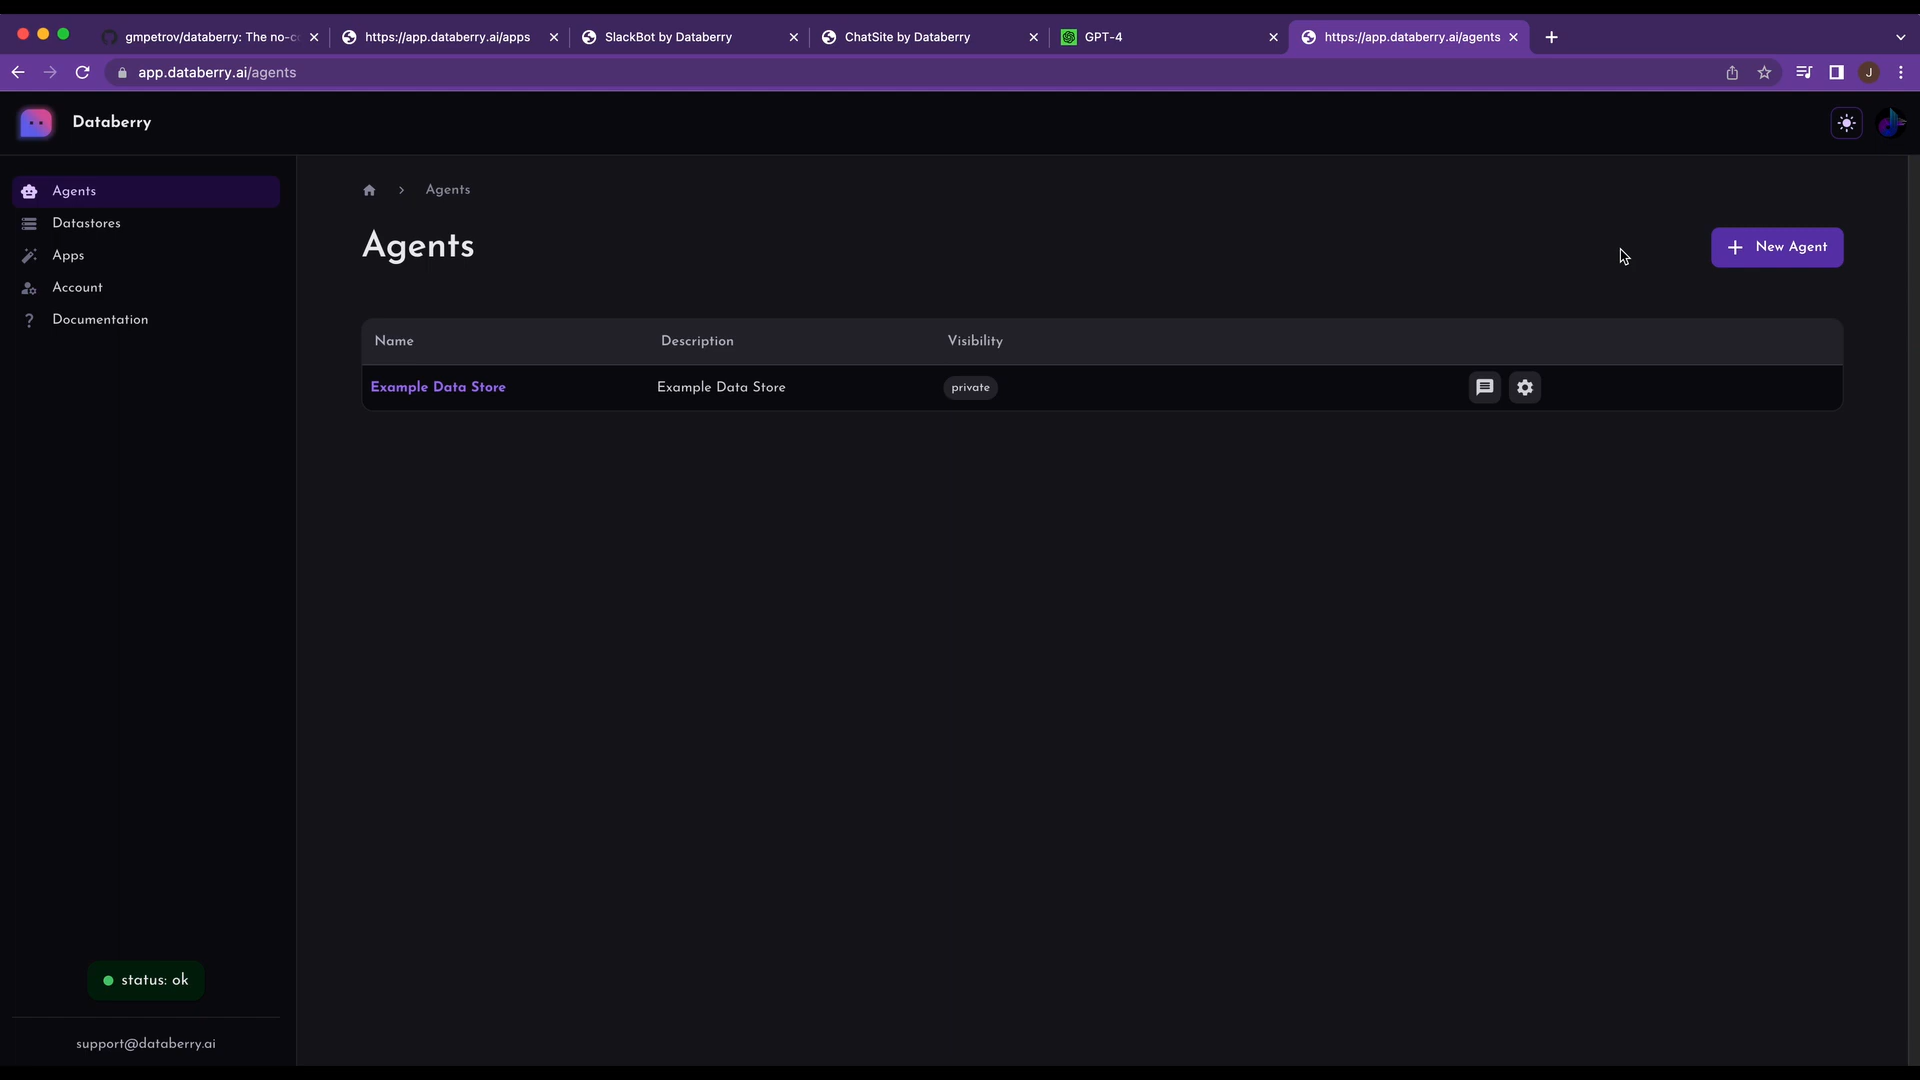 gmpetrov/databerry: The no-c
https://app.databerry.ai/apps
SlackBot by Databerry
ChatSite by Databerry
GPT-4
https://app.databerry.ai/agents
app.databerry.ai/agents
J
Databerry
Agents
Datastores
Apps
Account
? Documentation
Agents
Agents
New Agent
Name Description Visibility
Example Data Store Example Data Store private
status: ok
support@databerry.ai